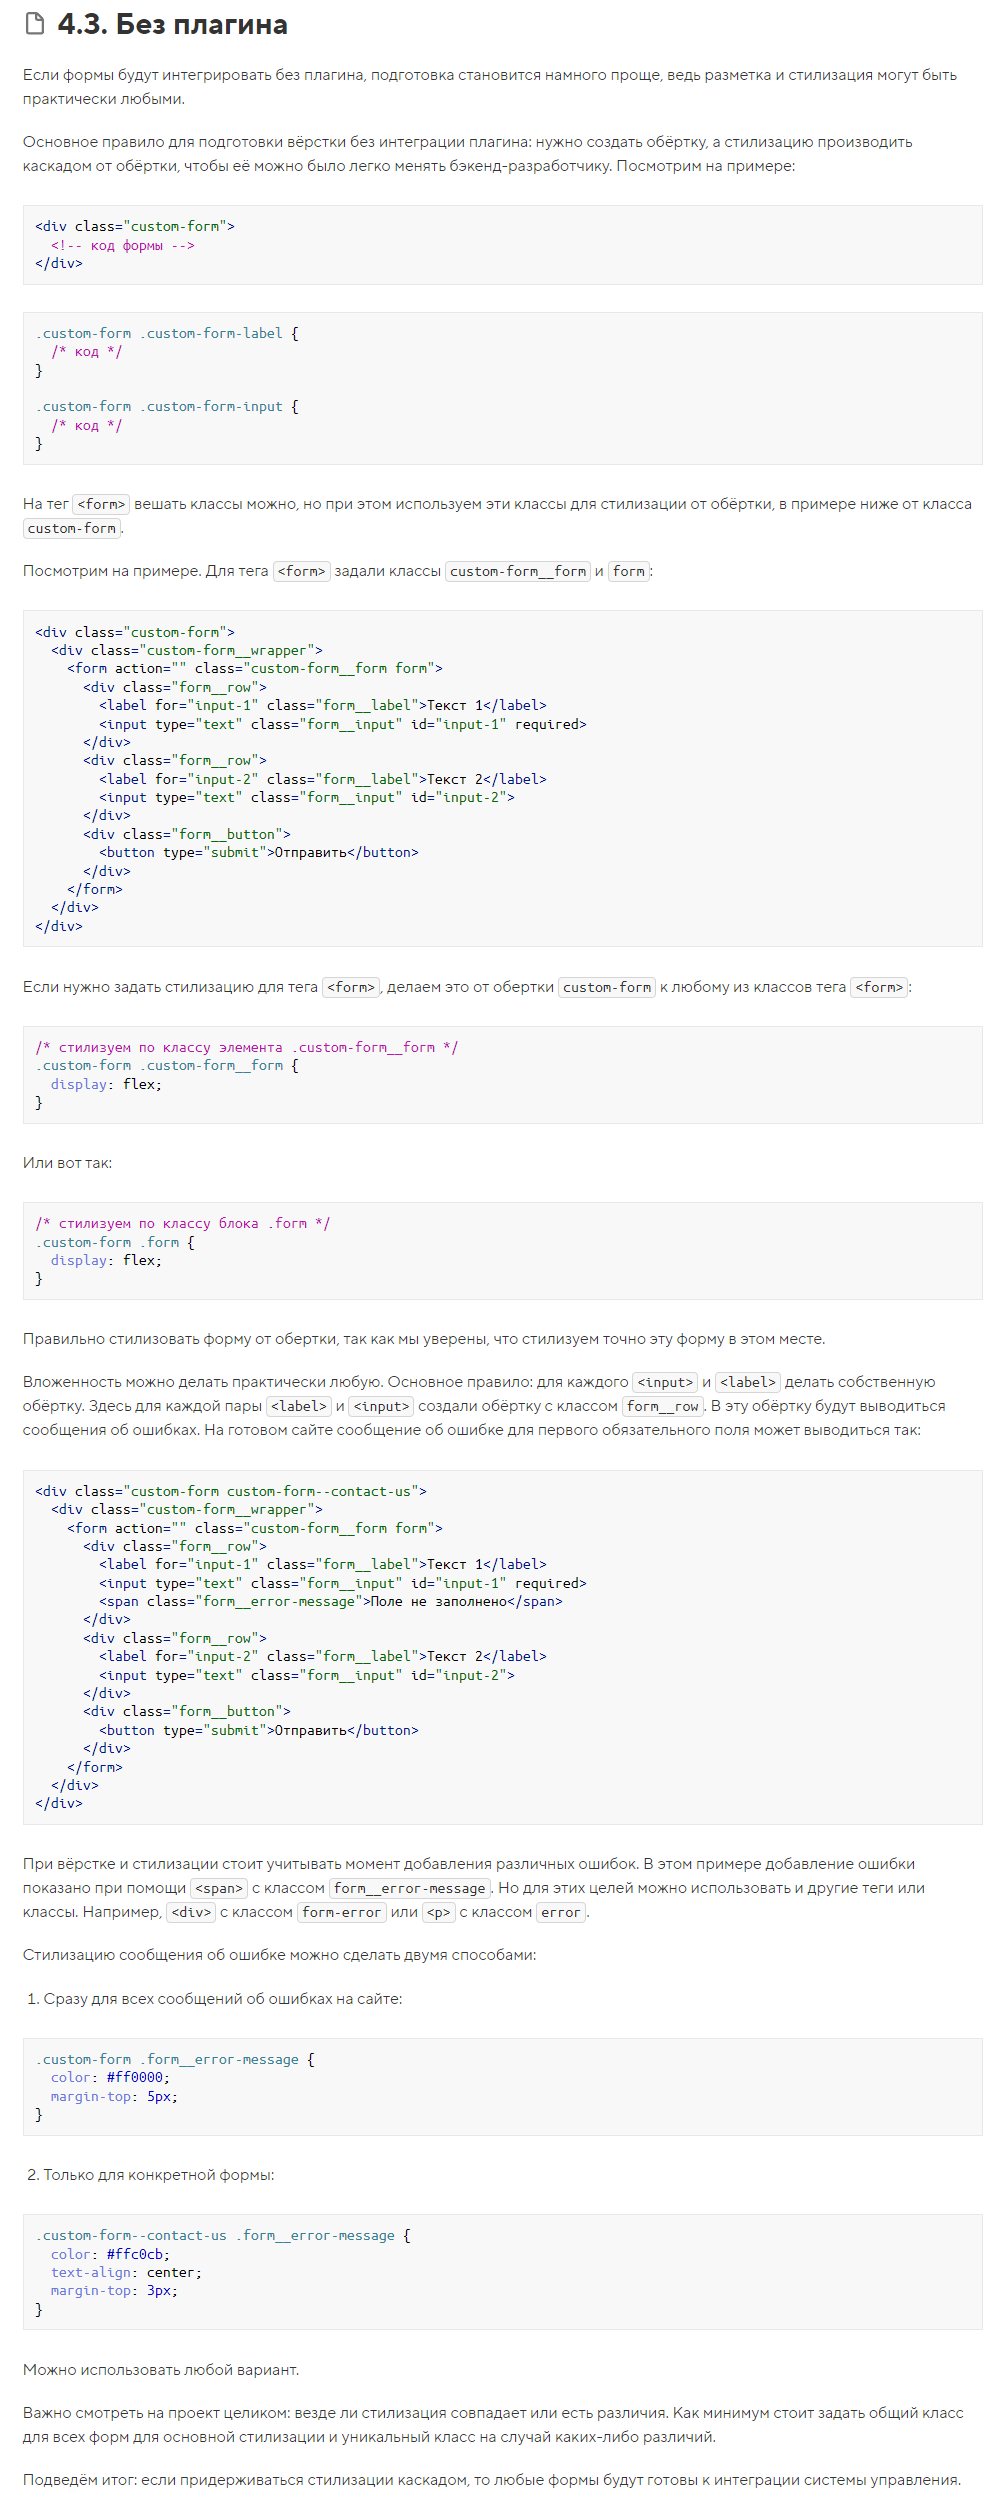 4.3. Без плагина
Если формы будут интегрировать без плагина, подготовка становится намного проще, ведь разметка и стилизация могут быть
практически любыми.
Основное правило для подготовки вёрстки без интеграции плагина: нужно создать обёртку, а стилизацию производить
каскадом от обёртки, чтобы её можно было легко менять бэкенд-разработчику. Посмотрим на примере:
<div class="custom-form">
  <!-- код формы -->
</div>
.custom-form .custom-form-label {
  /* код */
}
.custom-form .custom-form-input {
  /* код */
}
На тег <form> вешать классы можно, но при этом используем эти классы для стилизации от обёртки, в примере ниже от класса
custom-form.
Посмотрим на примере. Для тега <form> задали классы custom-form__form и form:
<div class="custom-form">
  <div class="custom-form__wrapper">
    <form action="" class="custom-form__form form">
      <div class="form__row">
        <label for="input-1" class="form__label">Текст 1</label>
        <input type="text" class="form__input" id="input-1" required>
      </div>
      <div class="form__row">
        <label for="input-2" class="form__label">Текст 2</label>
        <input type="text" class="form__input" id="input-2">
      </div>
      <div class="form__button">
        <button type="submit">Отправить</button>
      </div>
    </form>
  </div>
</div>
Если нужно задать стилизацию для тега <form>, делаем это от обертки custom-form к любому из классов тега <form>:
/* стилизуем по классу элемента .custom-form__form */
.custom-form .custom-form__form {
  display: flex;
}
Или вот так:
/* стилизуем по классу блока .form */
.custom-form .form {
  display: flex;
}
Правильно стилизовать форму от обертки, так как мы уверены, что стилизуем точно эту форму в этом месте.
Вложенность можно делать практически любую. Основное правило: для каждого <input> и <label> делать собственную
обёртку. Здесь для каждой пары <label> и <input> создали обёртку с классом form__row. В эту обёртку будут выводиться
сообщения об ошибках. На готовом сайте сообщение об ошибке для первого обязательного поля может выводиться так:
<div class="custom-form custom-form--contact-us">
  <div class="custom-form__wrapper">
    <form action="" class="custom-form__form form">
      <div class="form__row">
        <label for="input-1" class="form__label">Текст 1</label>
        <input type="text" class="form__input" id="input-1" required>
        <span class="form__error-message">Поле не заполнено</span>
      </div>
      <div class="form__row">
        <label for="input-2" class="form__label">Текст 2</label>
        <input type="text" class="form__input" id="input-2">
      </div>
      <div class="form__button">
        <button type="submit">Отправить</button>
      </div>
    </form>
  </div>
</div>
При вёрстке и стилизации стоит учитывать момент добавления различных ошибок. В этом примере добавление ошибки
показано при помощи <span> с классом form__error-message. Но для этих целей можно использовать и другие теги или
классы. Например, <div> с классом form-error или <p> с классом error.
Стилизацию сообщения об ошибке можно сделать двумя способами:
1. Сразу для всех сообщений об ошибках на сайте:
.custom-form .form__error-message {
  color: #ff0000;
  margin-top: 5px;
}
2. Только для конкретной формы:
.custom-form--contact-us .form__error-message {
  color: #ffc0cb;
  text-align: center;
  margin-top: 3px;
}
Можно использовать любой вариант.
Важно смотреть на проект целиком: везде ли стилизация совпадает или есть различия. Как минимум стоит задать общий класс
для всех форм для основной стилизации и уникальный класс на случай каких-либо различий.
Подведём итог: если придерживаться стилизации каскадом, то любые формы будут готовы к интеграции системы управления.